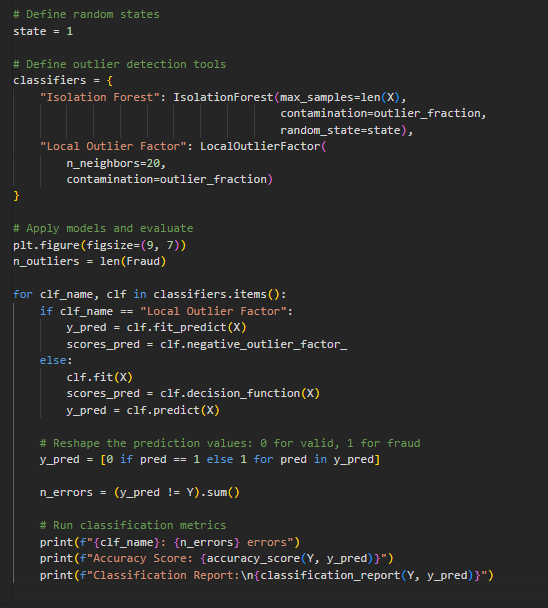 # Define random states
state = 1
# Define outlier detection tools
classifiers = {
    "Isolation Forest": IsolationForest(max_samples=len(X),
                                         contamination=outlier_fraction,
                                         random_state=state),
    "Local Outlier Factor": LocalOutlierFactor(
        n_neighbors=20,
        contamination=outlier_fraction)
}
# Apply models and evaluate
plt.figure(figsize=(9, 7))
n_outliers = len(Fraud)
for clf_name, clf in classifiers.items():
    if clf_name == "Local Outlier Factor":
        y_pred = clf.fit_predict(X)
        scores_pred = clf.negative_outlier_factor_
    else:
        clf.fit(X)
        scores_pred = clf.decision_function(X)
        y_pred = clf.predict(X)
    # Reshape the prediction values: 0 for valid, 1 for fraud
    y_pred = [0 if pred == 1 else 1 for pred in y_pred]
    n_errors = (y_pred != Y).sum()
    # Run classification metrics
    print(f"{clf_name}: {n_errors} errors")
    print(f"Accuracy Score: {accuracy_score(Y, y_pred)}")
    print(f"Classification Report:\n{classification_report(Y, y_pred)}")